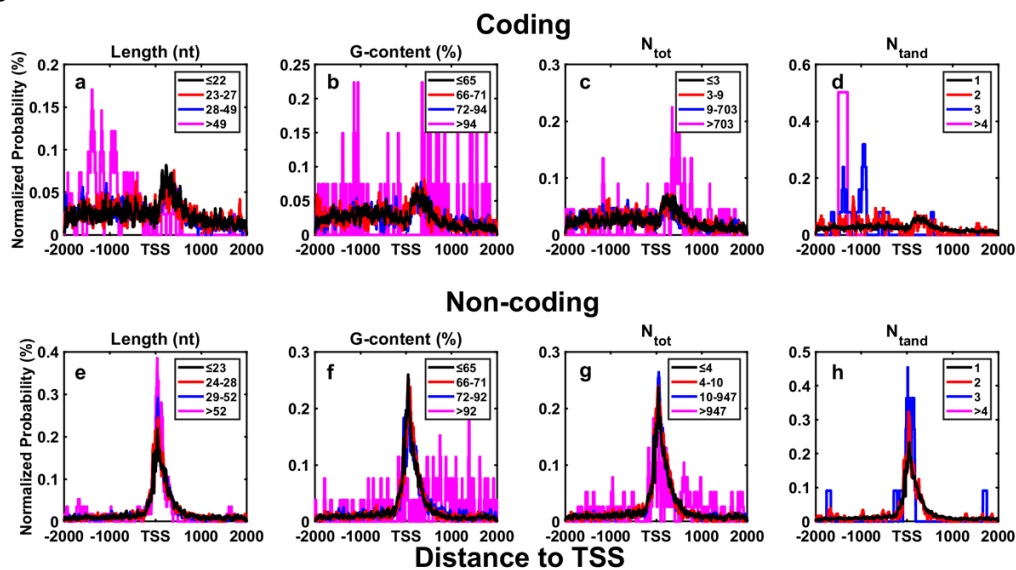 Coding
Length (nt)
G-content (%)
Ntot
Ntand
Normalized Probability (%)
a
≤22
23-27
28-49
>49
0.2
0.15
0.1
0.05
0
-2000 -1000 TSS 1000 2000
b
≤65
66-71
72-94
>94
0.25
0.2
0.15
0.1
0.05
0
-2000 -1000 TSS 1000 2000
c
≤3
3-9
9-703
>703
0.3
0.2
0.1
0
-2000 -1000 TSS 1000 2000
d
1
2
3
>4
0.6
0.4
0.2
0
-2000 -1000 TSS 1000 2000
Non-coding
Length (nt)
G-content (%)
Ntot
Ntand
Normalized Probability (%)
e
≤23
24-28
29-52
>52
0.4
0.3
0.2
0.1
0
-2000 -1000 TSS 1000 2000
f
≤65
66-71
72-92
>92
0.3
0.2
0.1
0
-2000 -1000 TSS 1000 2000
g
≤4
4-10
10-947
>947
0.3
0.2
0.1
0
-2000 -1000 TSS 1000 2000
h
1
2
3
>4
0.5
0.4
0.3
0.2
0.1
0
-2000 -1000 TSS 1000 2000
Distance to TSS